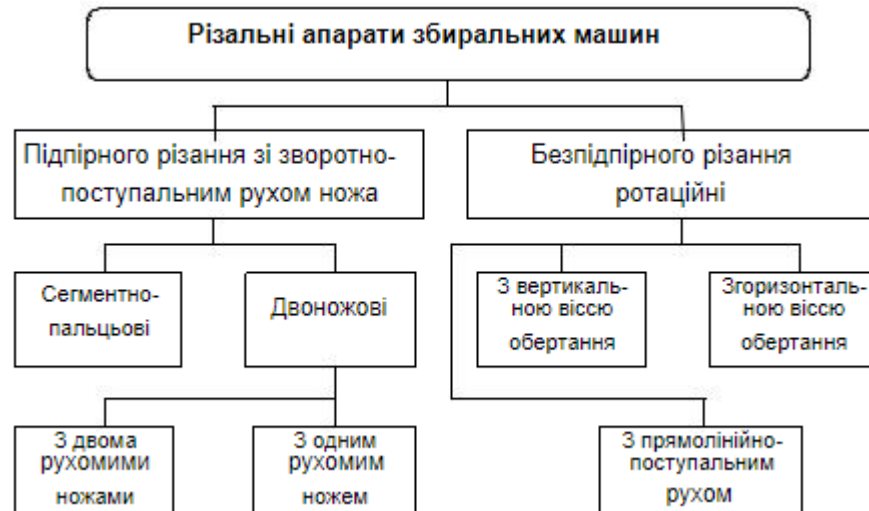 Різальні апарати збиральних машин
Підпірного різання зі зворотно-
поступальним рухом ножа
Безпідпірного різання
ротаційні
Сегментно-
пальцьові
Двоножові
З вертикаль-
ною віссю
обертання
Згоризонталь-
ною віссю
обертання
З двома
рухомими
ножами
З одним
рухомим
ножем
З прямолінійно-
поступальним
рухом